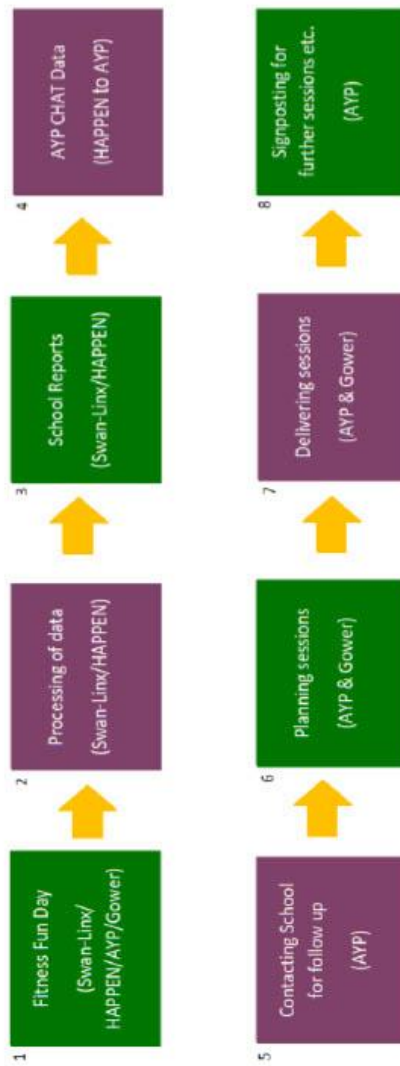 1
Fitness Fun Day
(Swan-Linx/
HAPPEN/AYP/Gower)
2
Processing of data
(Swan-Linx/HAPPEN)
3
School Reports
(Swan-Linx/HAPPEN)
4
AYP CHAT Data
(HAPPEN to AYP)
5
Contacting School
for follow up
(AYP)
6
Planning sessions
(AYP & Gower)
7
Delivering sessions
(AYP & Gower)
8
Signposting for
further sessions etc.
(AYP)